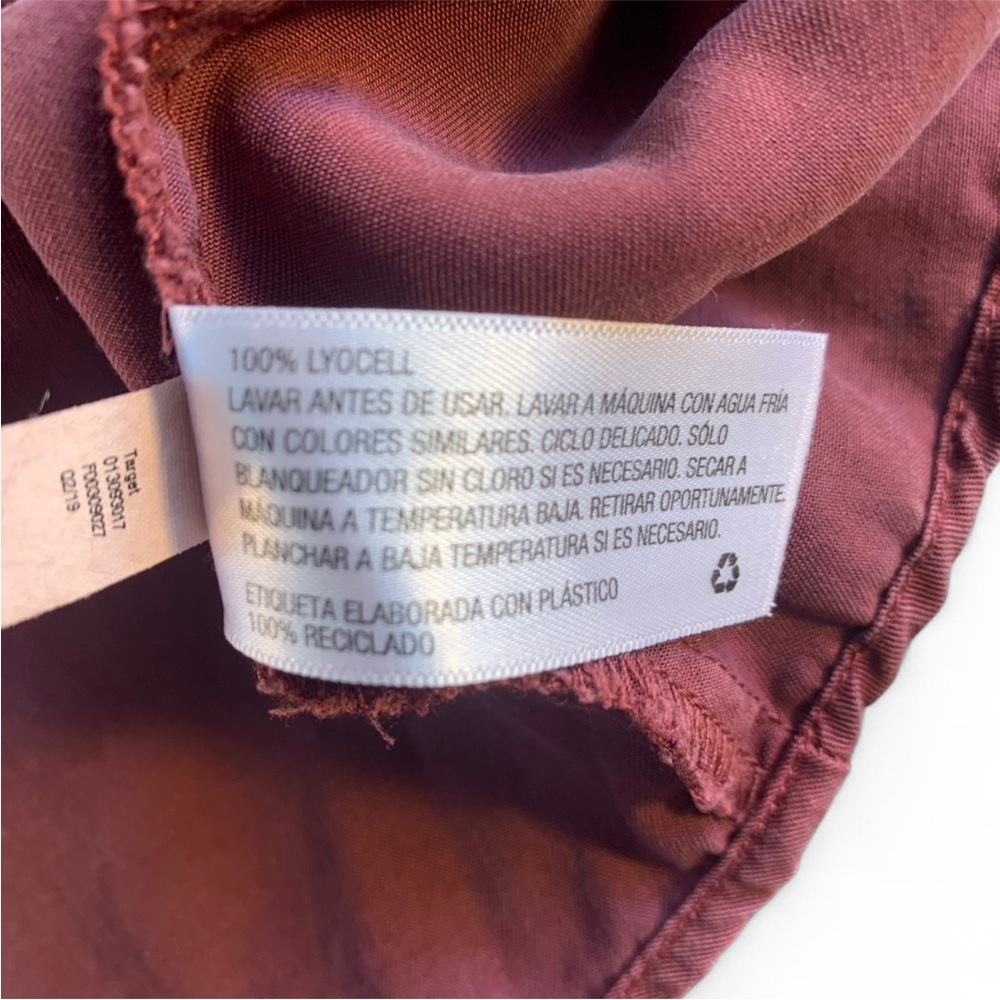 100% LYOCELL
LAVAR ANTES DE USAR. LAVAR A MÁQUINA CON AGUA FRÍA
CON COLORES SIMILARES. CICLO DELICADO. SÓLO
BLANQUEADOR SIN CLORO SI ES NECESARIO. SECAR A
MÁQUINA A TEMPERATURA BAJA. RETIRAR OPORTUNAMENTE.
PLANCHAR A BAJA TEMPERATURA SI ES NECESARIO.
ETIQUETA ELABORADA CON PLÁSTICO
100% RECICLADO
Target
013093017
R0009027
02/19